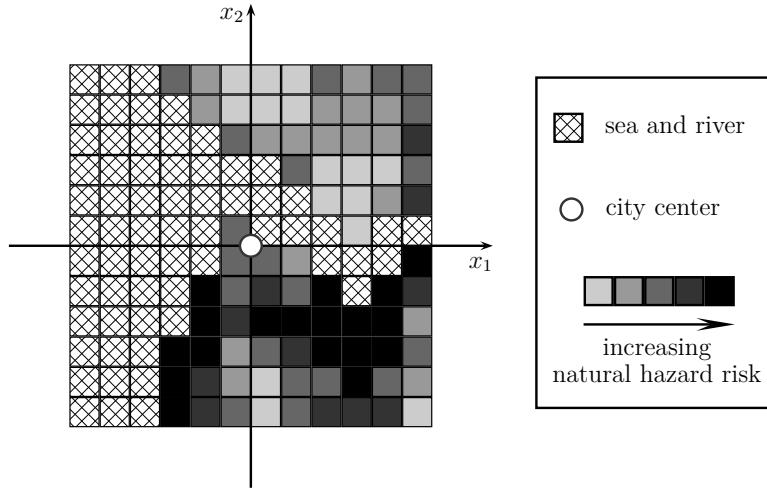 x₂
x₁
sea and river
city center
increasing
natural hazard risk